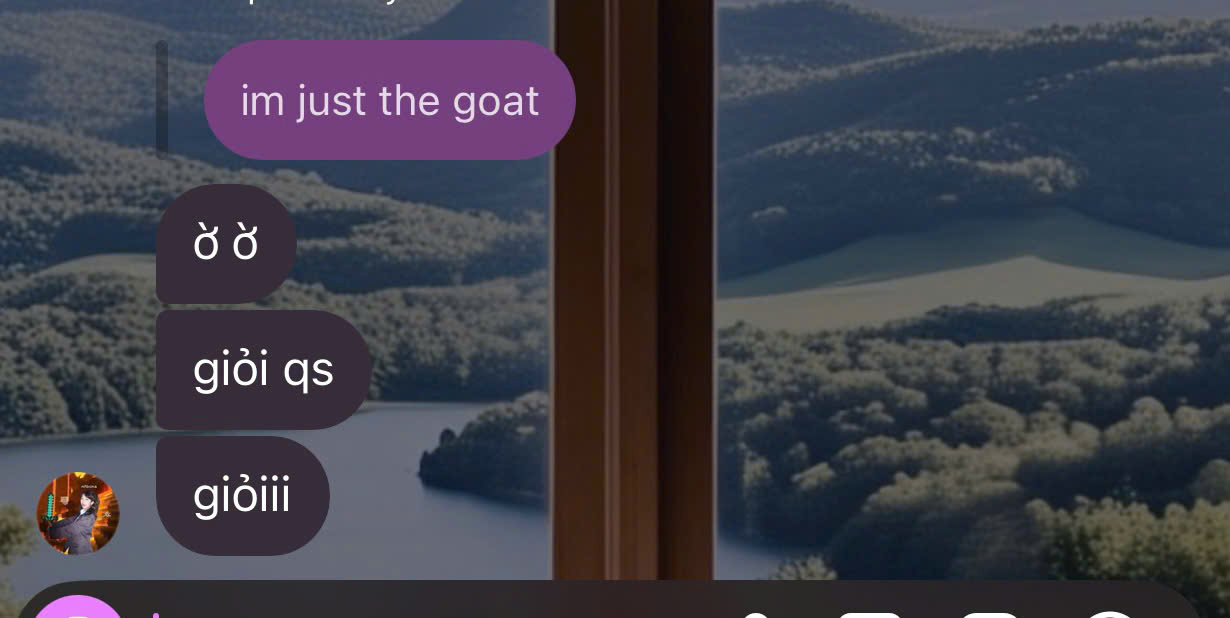 im just the goat
ờ ờ
giỏi qs
giỏiii